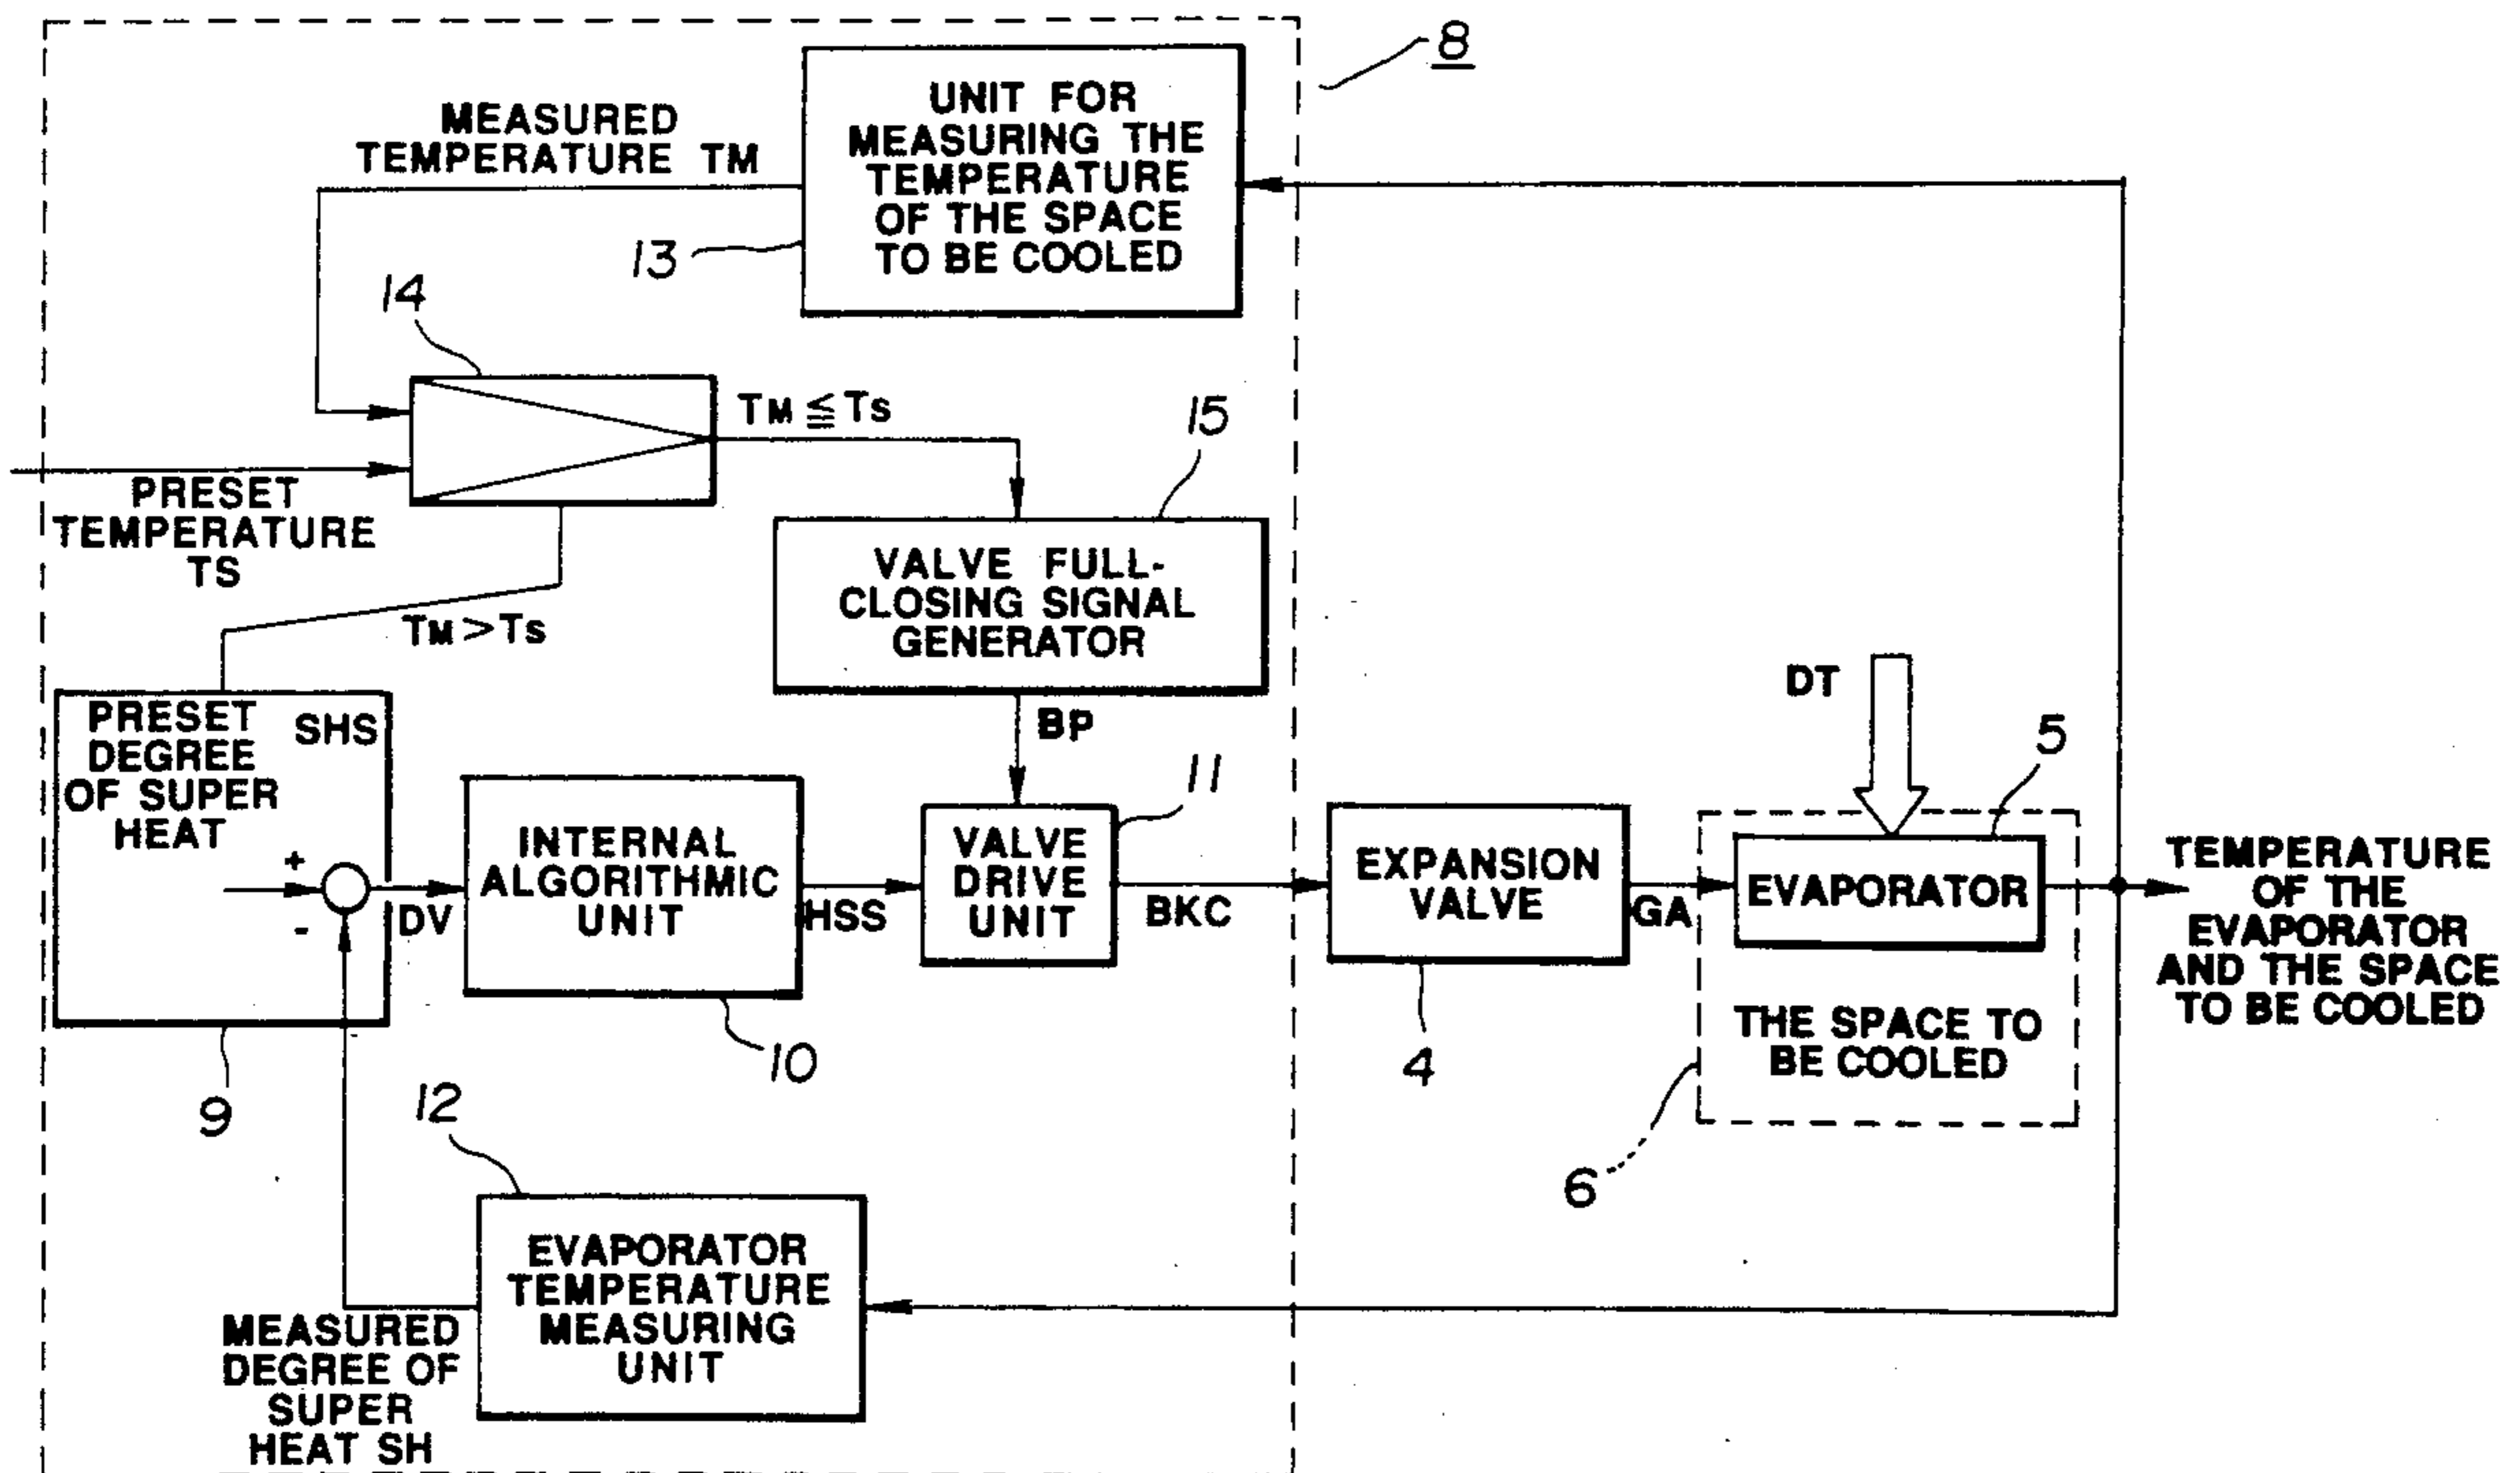 8
UNIT FOR
MEASURING THE
TEMPERATURE
OF THE SPACE
TO BE COOLED
MEASURED
TEMPERATURE TM
13
14
TM ≦ TS
15
PRESET
TEMPERATURE
TS
VALVE FULL-
CLOSING SIGNAL
GENERATOR
TM > TS
BP
DT
5
11
PRESET
DEGREE
OF SUPER
HEAT
SHS
+
-
DV
INTERNAL
ALGORITHMIC
UNIT
HSS
VALVE
DRIVE
UNIT
BKC
EXPANSION
VALVE
GA
EVAPORATOR
THE SPACE TO
BE COOLED
TEMPERATURE
OF THE
EVAPORATOR
AND THE SPACE
TO BE COOLED
9
10
4
6
12
EVAPORATOR
TEMPERATURE
MEASURING
UNIT
MEASURED
DEGREE OF
SUPER
HEAT SH